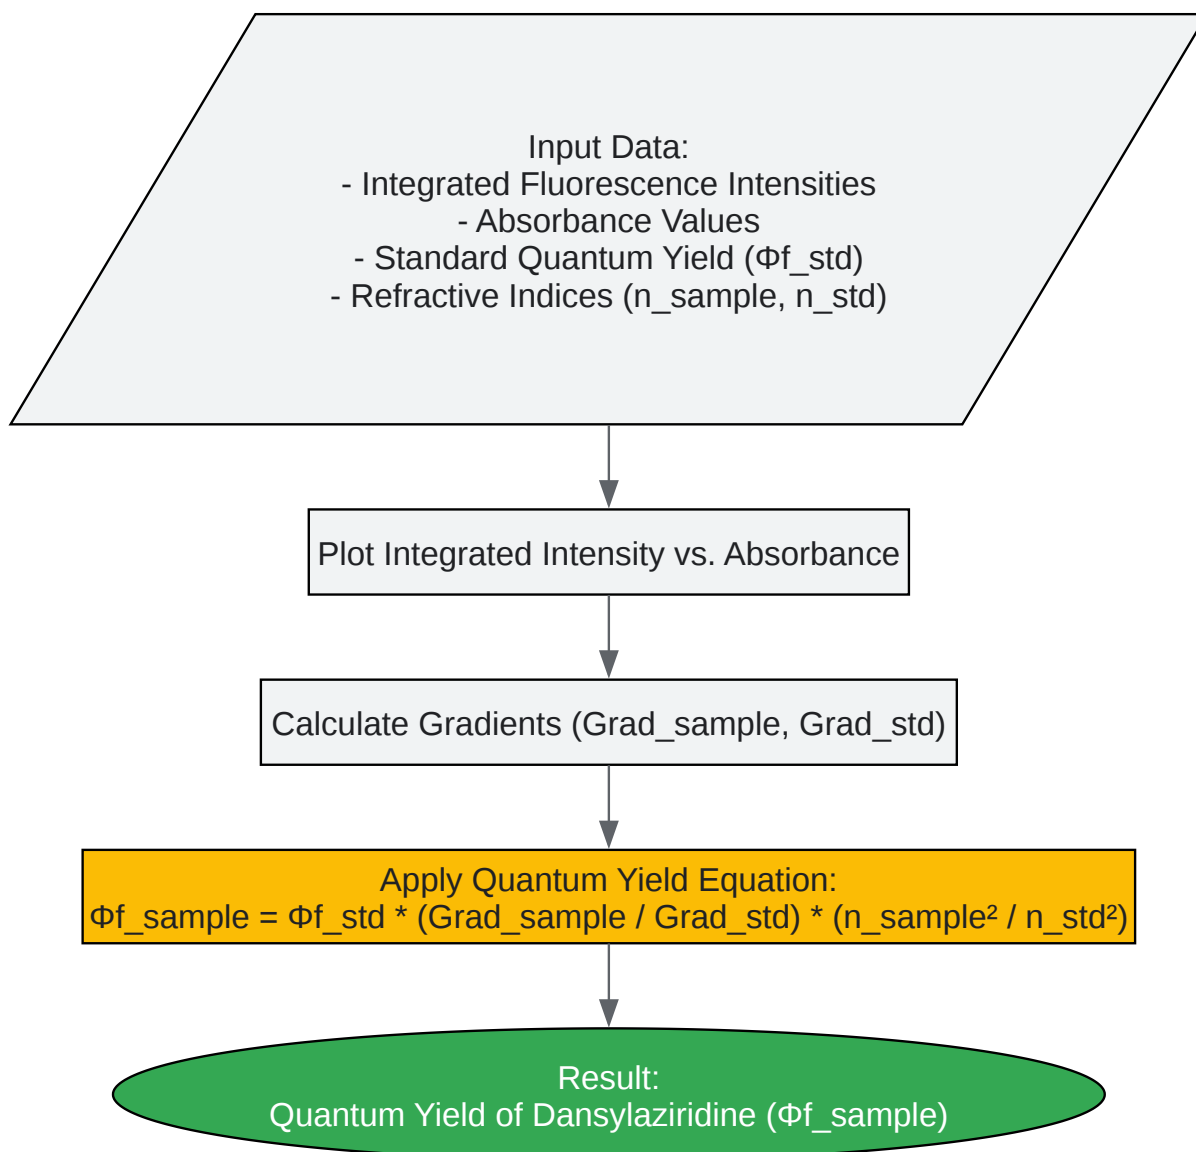 Input Data:
- Integrated Fluorescence Intensities
- Absorbance Values
- Standard Quantum Yield (Φf_std)
- Refractive Indices (n_sample, n_std)
Plot Integrated Intensity vs. Absorbance
Calculate Gradients (Grad_sample, Grad_std)
Apply Quantum Yield Equation:
Φf_sample = Φf_std * (Grad_sample / Grad_std) * (n_sample² / n_std²)
Result:
Quantum Yield of Dansylaziridine (Φf_sample)